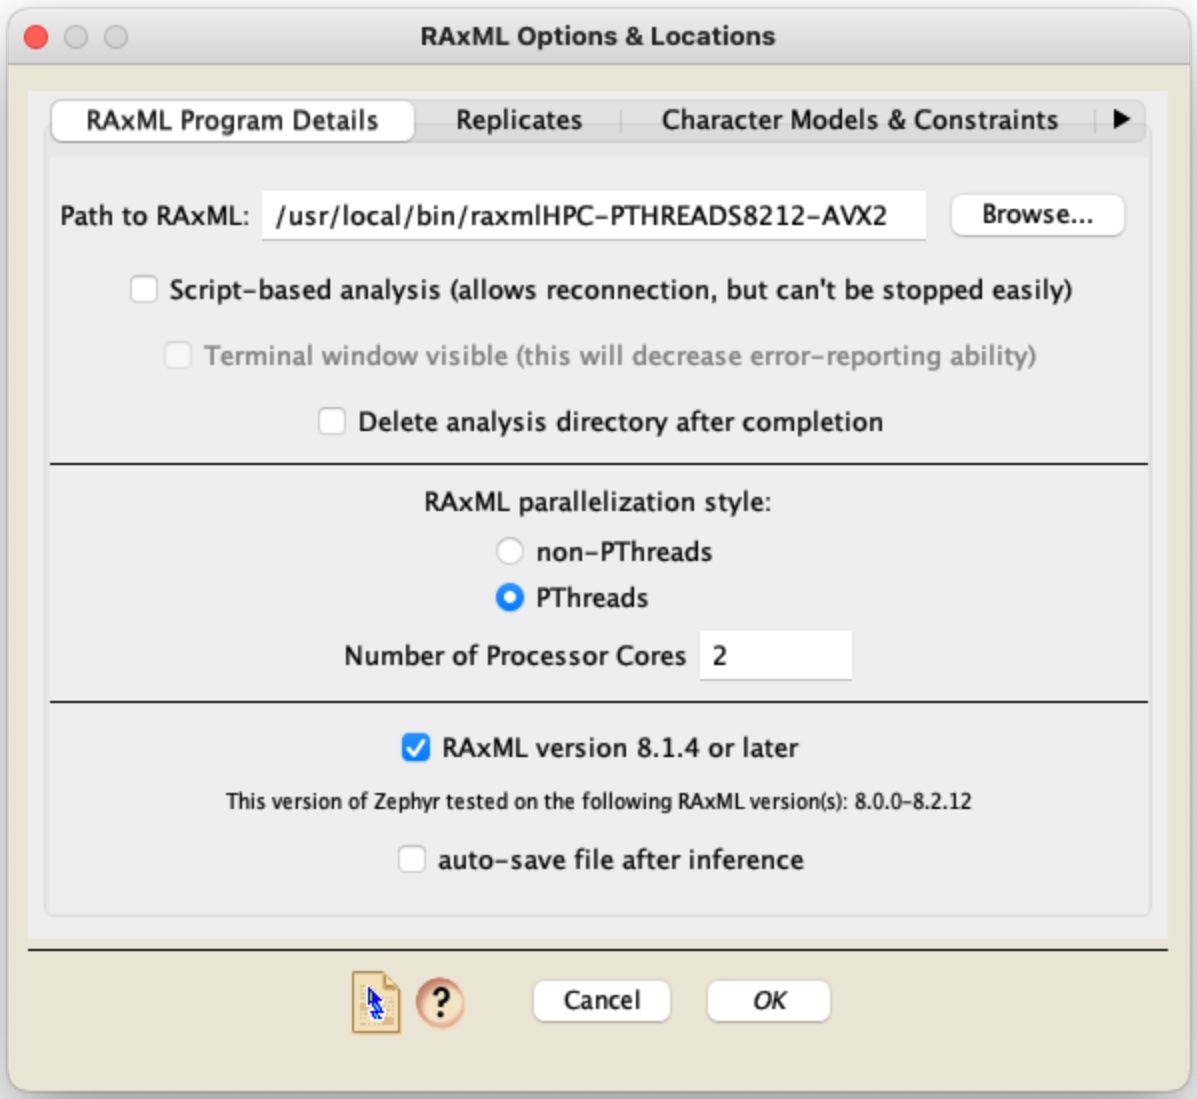 RAxML Options & Locations
RAxML Program Details Replicates Character Models & Constraints
Path to RAxML: /usr/local/bin/raxmlHPC-PTHREADS8212-AVX2 Browse...
Script-based analysis (allows reconnection, but can't be stopped easily)
Terminal window visible (this will decrease error-reporting ability)
Delete analysis directory after completion
RAxML parallelization style:
non-PThreads
PThreads
Number of Processor Cores 2
RAxML version 8.1.4 or later
This version of Zephyr tested on the following RAxML version(s): 8.0.0-8.2.12
auto-save file after inference
? Cancel OK